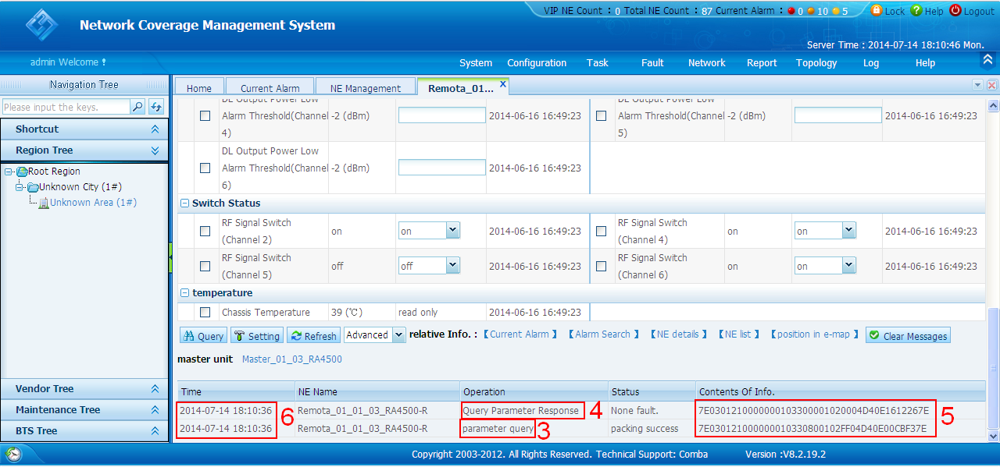 VIP NE Count : 0 Total NE Count : 87 Current Alarm : 0 10 5 Lock Help Logout
Network Coverage Management System
Server Time : 2014-07-14 18:10:46 Mon.
admin Welcome !
System Configuration Task Fault Network Report Topology Log Help
Navigation Tree
Home Current Alarm NE Management Remota_01... X
Please input the keys.
Shortcut
Region Tree
Root Region
Unknown City (1#)
Unknown Area (1#)
Vendor Tree
Maintenance Tree
BTS Tree
DL Output Power Low
Alarm Threshold(Channel -2 (dBm) 2014-06-16 16:49:23
4)
DL Output Power Low
Alarm Threshold(Channel -2 (dBm) 2014-06-16 16:49:23
5)
DL Output Power Low
Alarm Threshold(Channel -2 (dBm) 2014-06-16 16:49:23
6)
Switch Status
RF Signal Switch
(Channel 2) on on 2014-06-16 16:49:23
RF Signal Switch
(Channel 4) on on 2014-06-16 16:49:23
RF Signal Switch
(Channel 5) off off 2014-06-16 16:49:23
RF Signal Switch
(Channel 6) on on 2014-06-16 16:49:23
temperature
Chassis Temperature 39 (℃) read only 2014-06-16 16:49:23
Query Setting Refresh Advanced relative Info. : 【Current Alarm 】 【Alarm Search 】 【NE details 】 【NE list 】 【position in e-map 】 Clear Messages
master unit Master_01_03_RA4500
Time NE Name Operation Status Contents Of Info.
2014-07-14 18:10:36 Remota_01_01_03_RA4500-R Query Parameter Response None fault. 7E0301210000000103300001020004D40E1612267E
2014-07-14 18:10:36 Remota_01_01_03_RA4500-R parameter query packing success 7E030121000000010330800102FF04D40E00CBF37E
6
4
3
5
Copyright 2003-2012. All Rights Reserved. Technical Support: Comba Version :V8.2.19.2